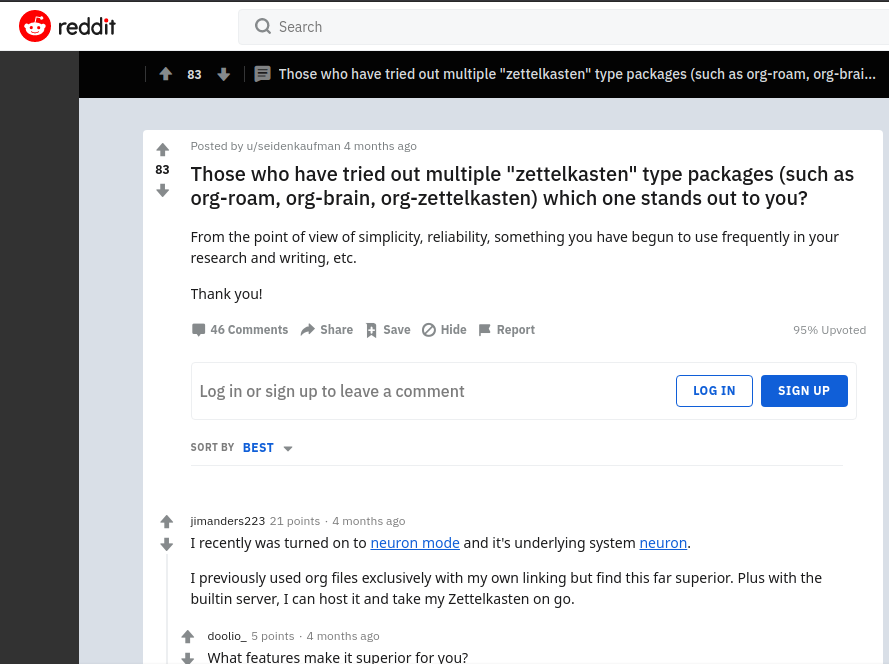 reddit
Search
83
Those who have tried out multiple "zettelkasten" type packages (such as org-roam, org-brai...
Posted by u/seidenkaufman 4 months ago
83
Those who have tried out multiple "zettelkasten" type packages (such as
org-roam, org-brain, org-zettelkasten) which one stands out to you?
From the point of view of simplicity, reliability, something you have begun to use frequently in your
research and writing, etc.
Thank you!
46 Comments Share Save Hide Report 95% Upvoted
Log in or sign up to leave a comment LOG IN SIGN UP
SORT BY BEST
jimanders223 21 points · 4 months ago
I recently was turned on to neuron mode and it's underlying system neuron.
I previously used org files exclusively with my own linking but find this far superior. Plus with the
builtin server, I can host it and take my Zettelkasten on go.
doolio_ 5 points · 4 months ago
What features make it superior for you?